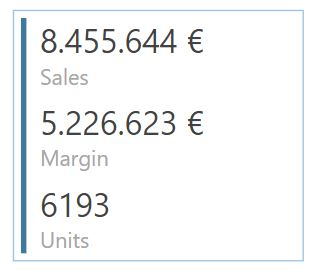 8.455.644 €
Sales
5.226.623 €
Margin
6193
Units